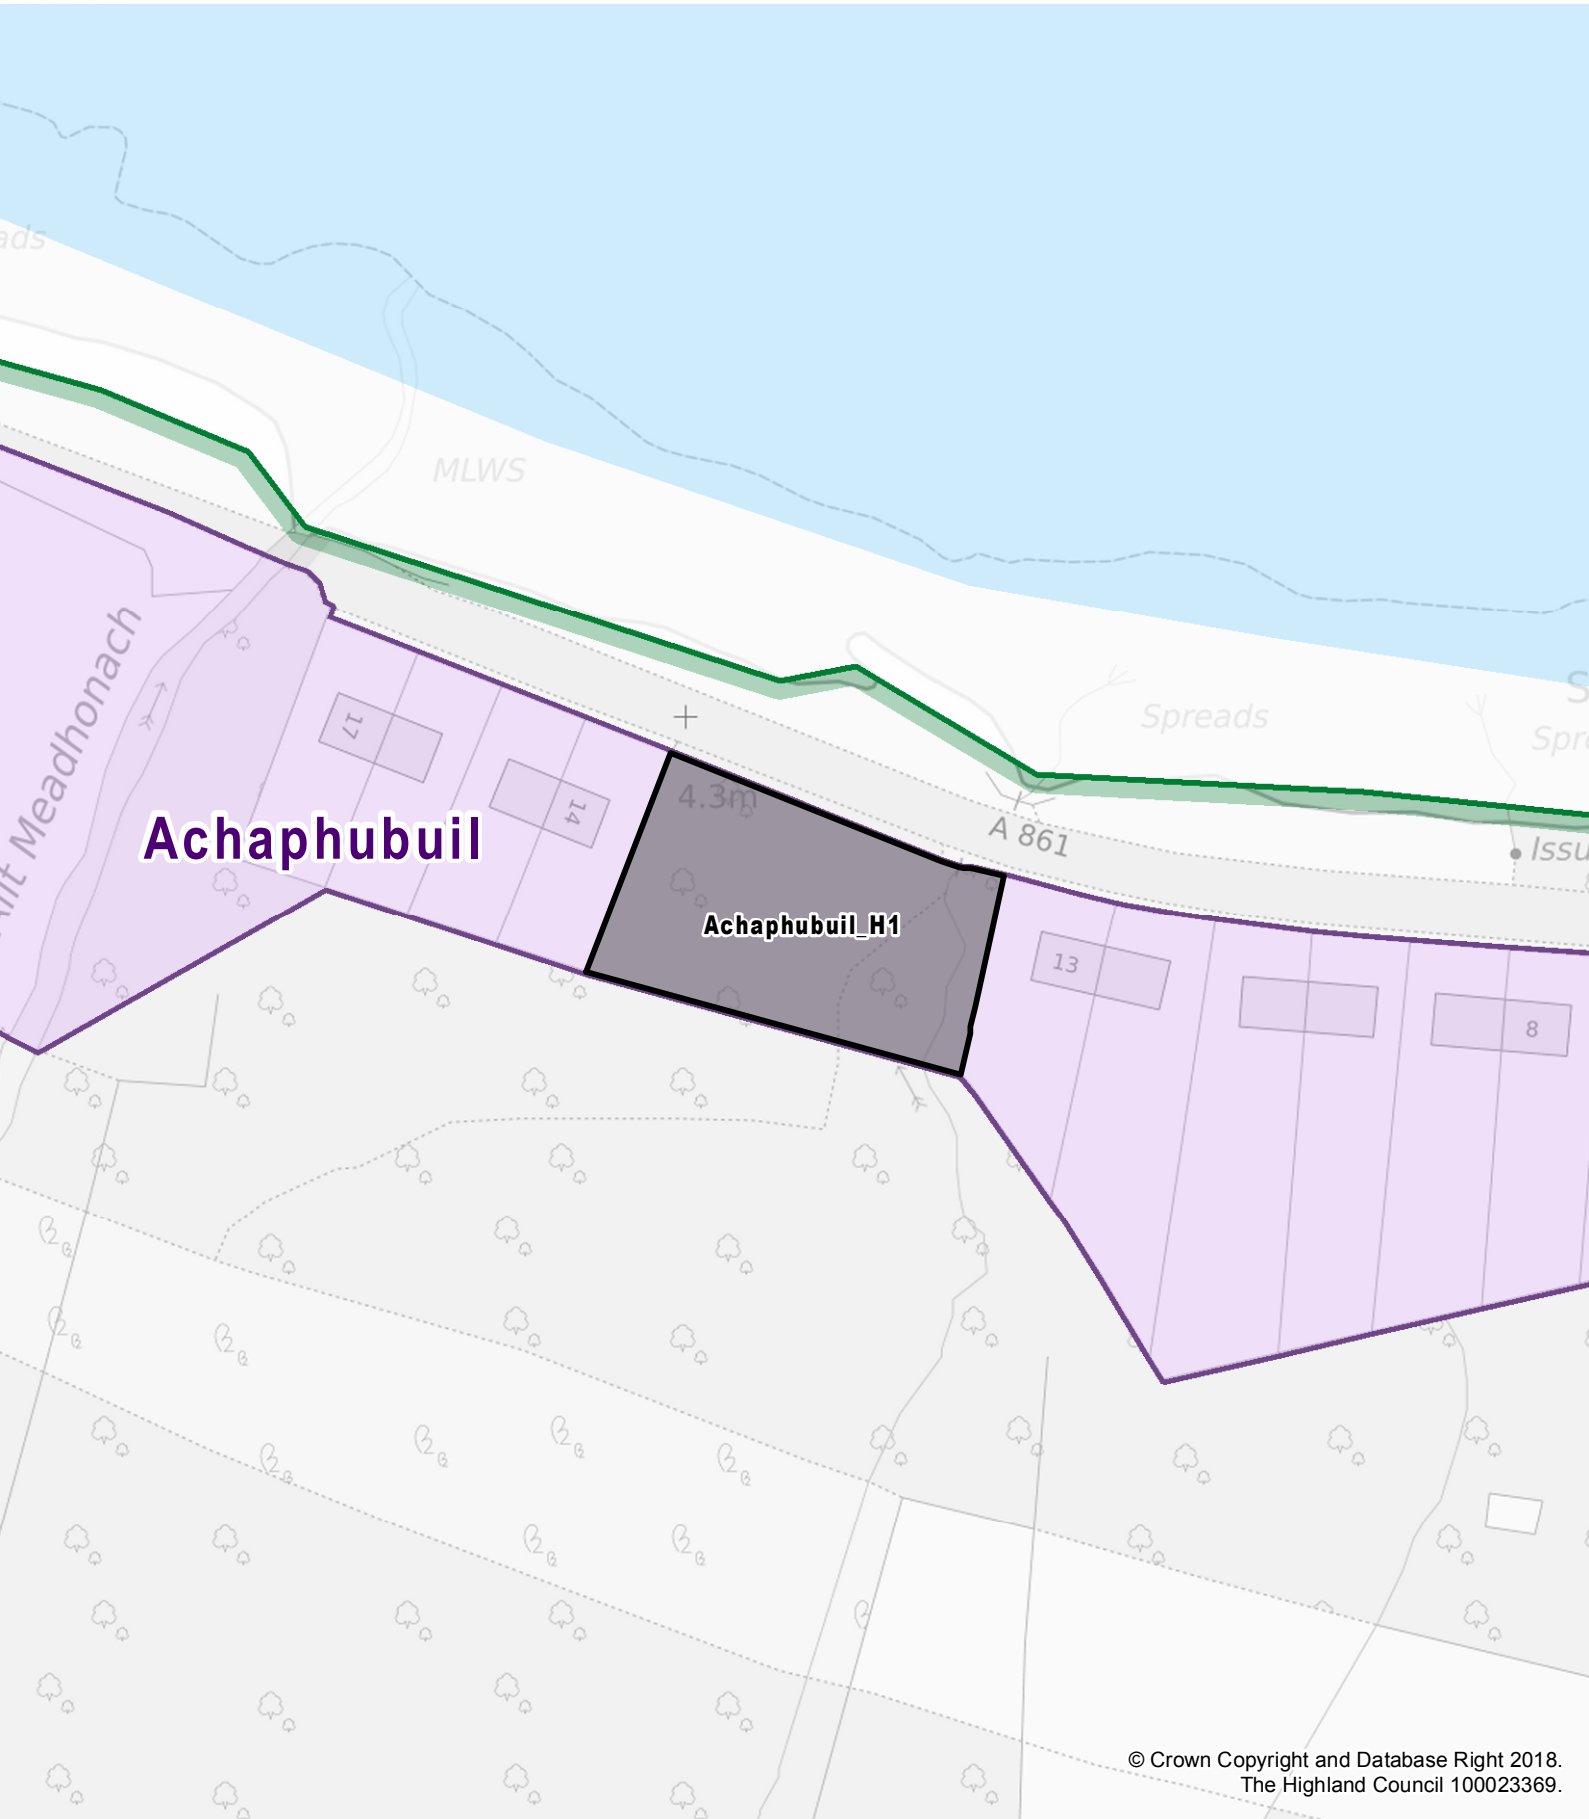 MLWS
Spreads
17
14
4.3m
Achaphubuil
A 861
Achaphubuil_H1
13
8
Meadhonach
© Crown Copyright and Database Right 2018.
The Highland Council 100023369.